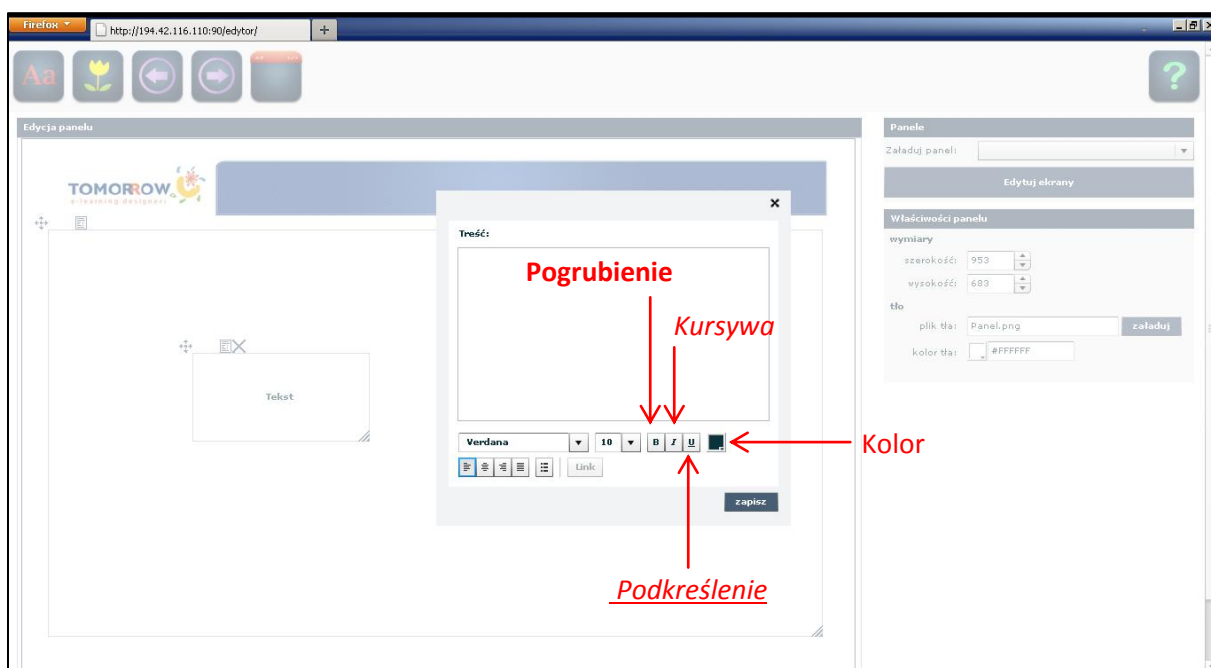 Firefox
http://194.42.116.110:90/edytor/
+
Aa
?
Edycja panelu
TOMORROW
e-learning designer
Tekst
Treść:
Pogrubienie
Kursywa
Verdana
10
B I U
Kolor
Link
zapisz
Podkreślenie
Panele
Załaduj panel:
Edytuj ekrany
Właściwości panelu
wymiary
szerokość: 953
wysokość: 683
tło
plik tła: Panel.png załaduj
kolor tła: #FFFFFF